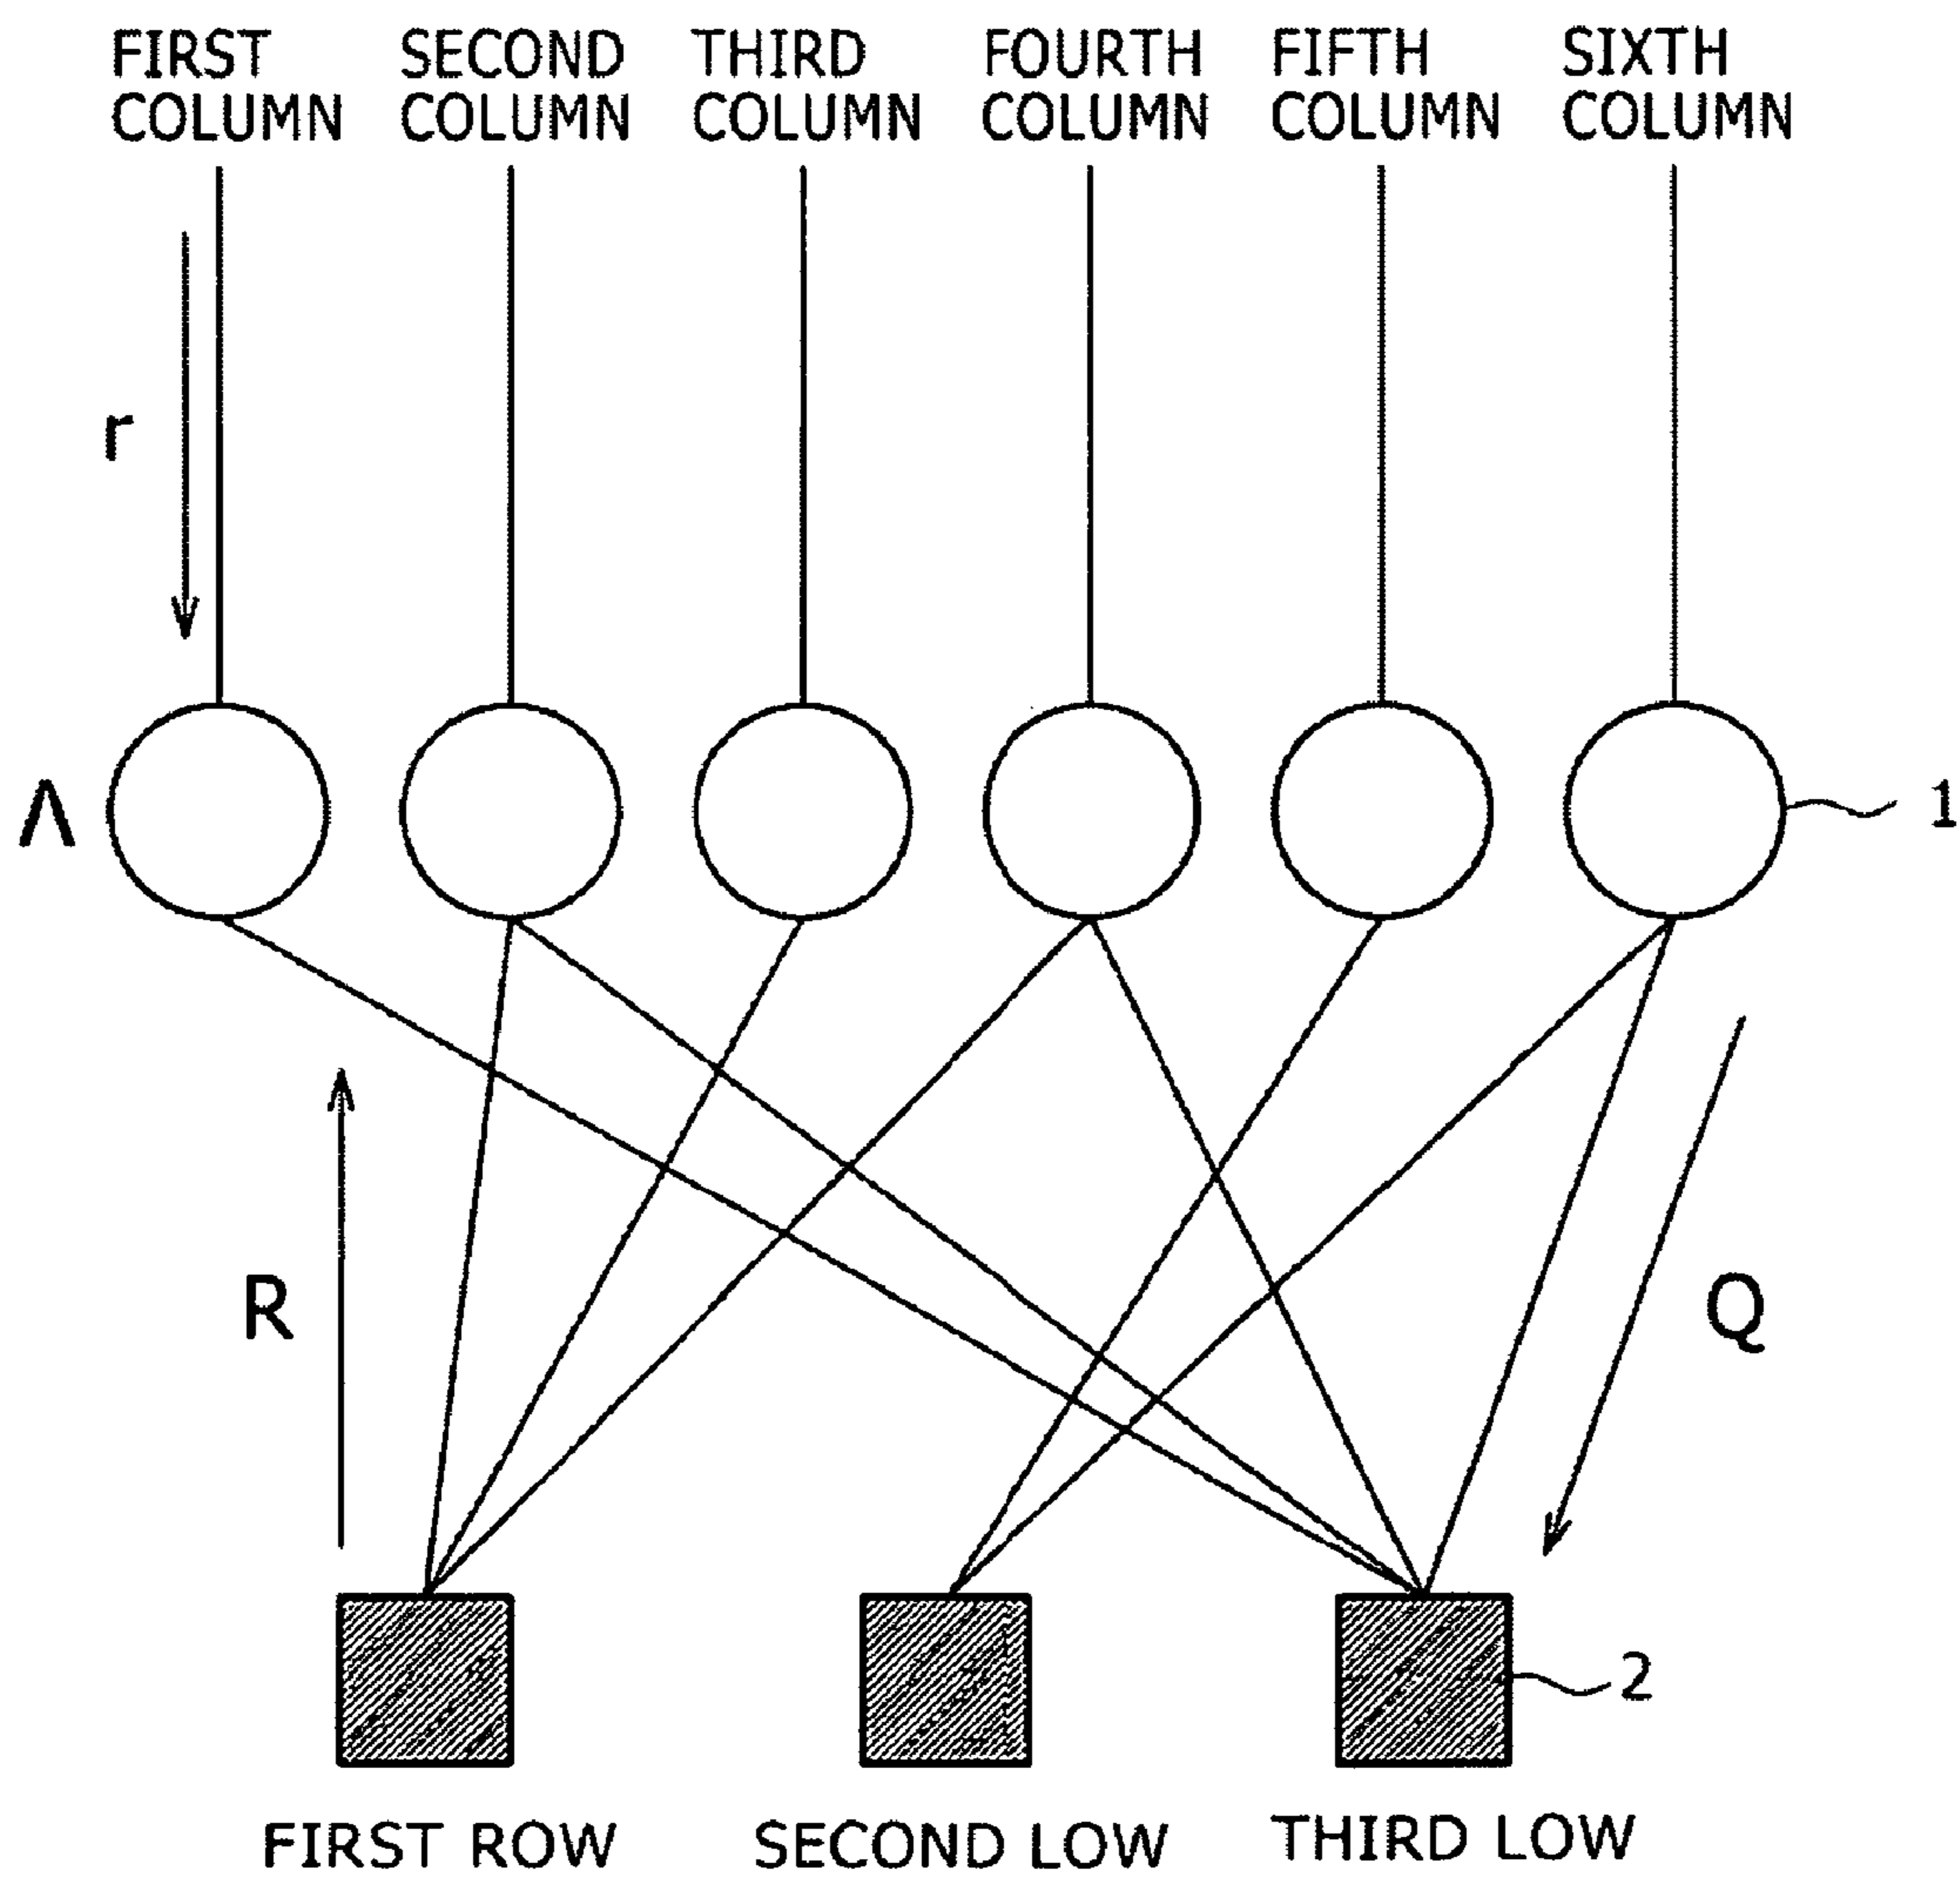 FIRST COLUMN
SECOND COLUMN
THIRD COLUMN
FOURTH COLUMN
FIFTH COLUMN
SIXTH COLUMN
r
Λ
1
R
Q
2
FIRST ROW
SECOND LOW
THIRD LOW